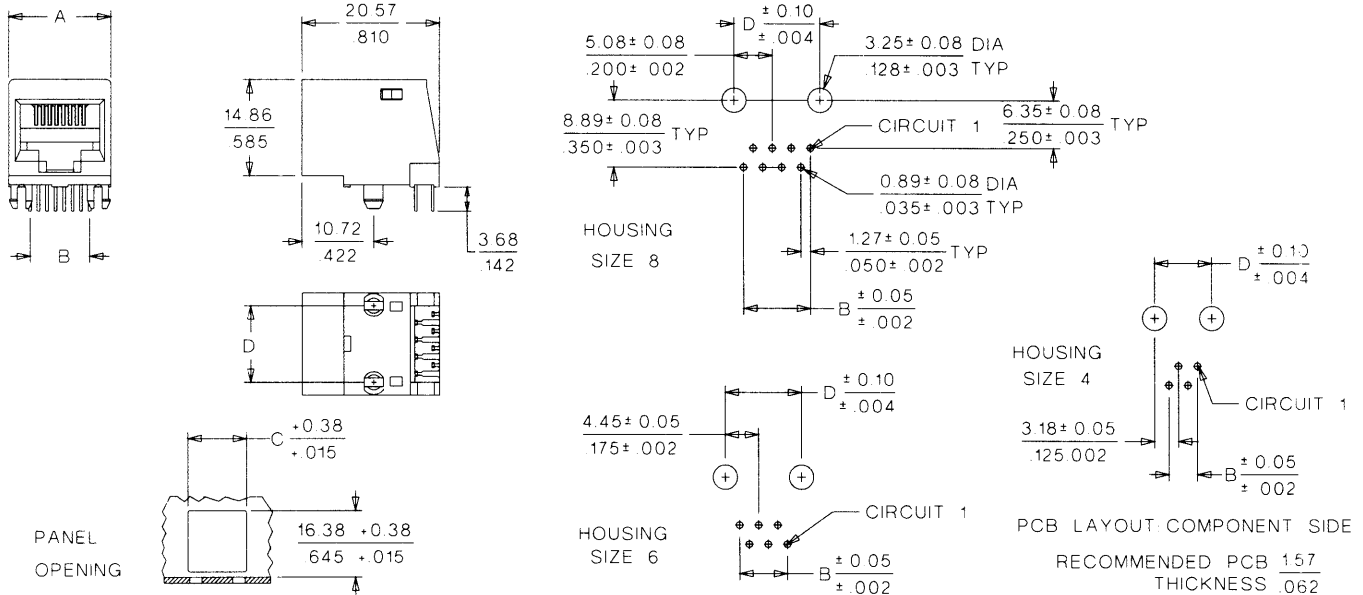 A
20.57
.810
14.86
.585
10.72
.422
3.68
.142
B
D
C +0.38
+.015
16.38 +0.38
645 +.015
PANEL
OPENING
D ± 0.10
± .004
5.08± 0.08
.200± 002
3.25± 0.08 DIA
.128± .003 TYP
8.89± 0.08 TYP
.350± .003
CIRCUIT 1
6.35± 0.08 TYP
.250± .003
0.89± 0.08 DIA
.035± .003 TYP
HOUSING
SIZE 8
1.27± 0.05 TYP
.050± .002
B ± 0.05
± .002
D ± 0.10
± .004
4.45± 0.05
.175± .002
CIRCUIT 1
HOUSING
SIZE 6
B ± 0.05
± .002
D ± 0.10
± .004
HOUSING
SIZE 4
CIRCUIT 1
3.18± 0.05
.125.002
B ± 0.05
± 002
PCB LAYOUT: COMPONENT SIDE
RECOMMENDED PCB 1.57
THICKNESS .062